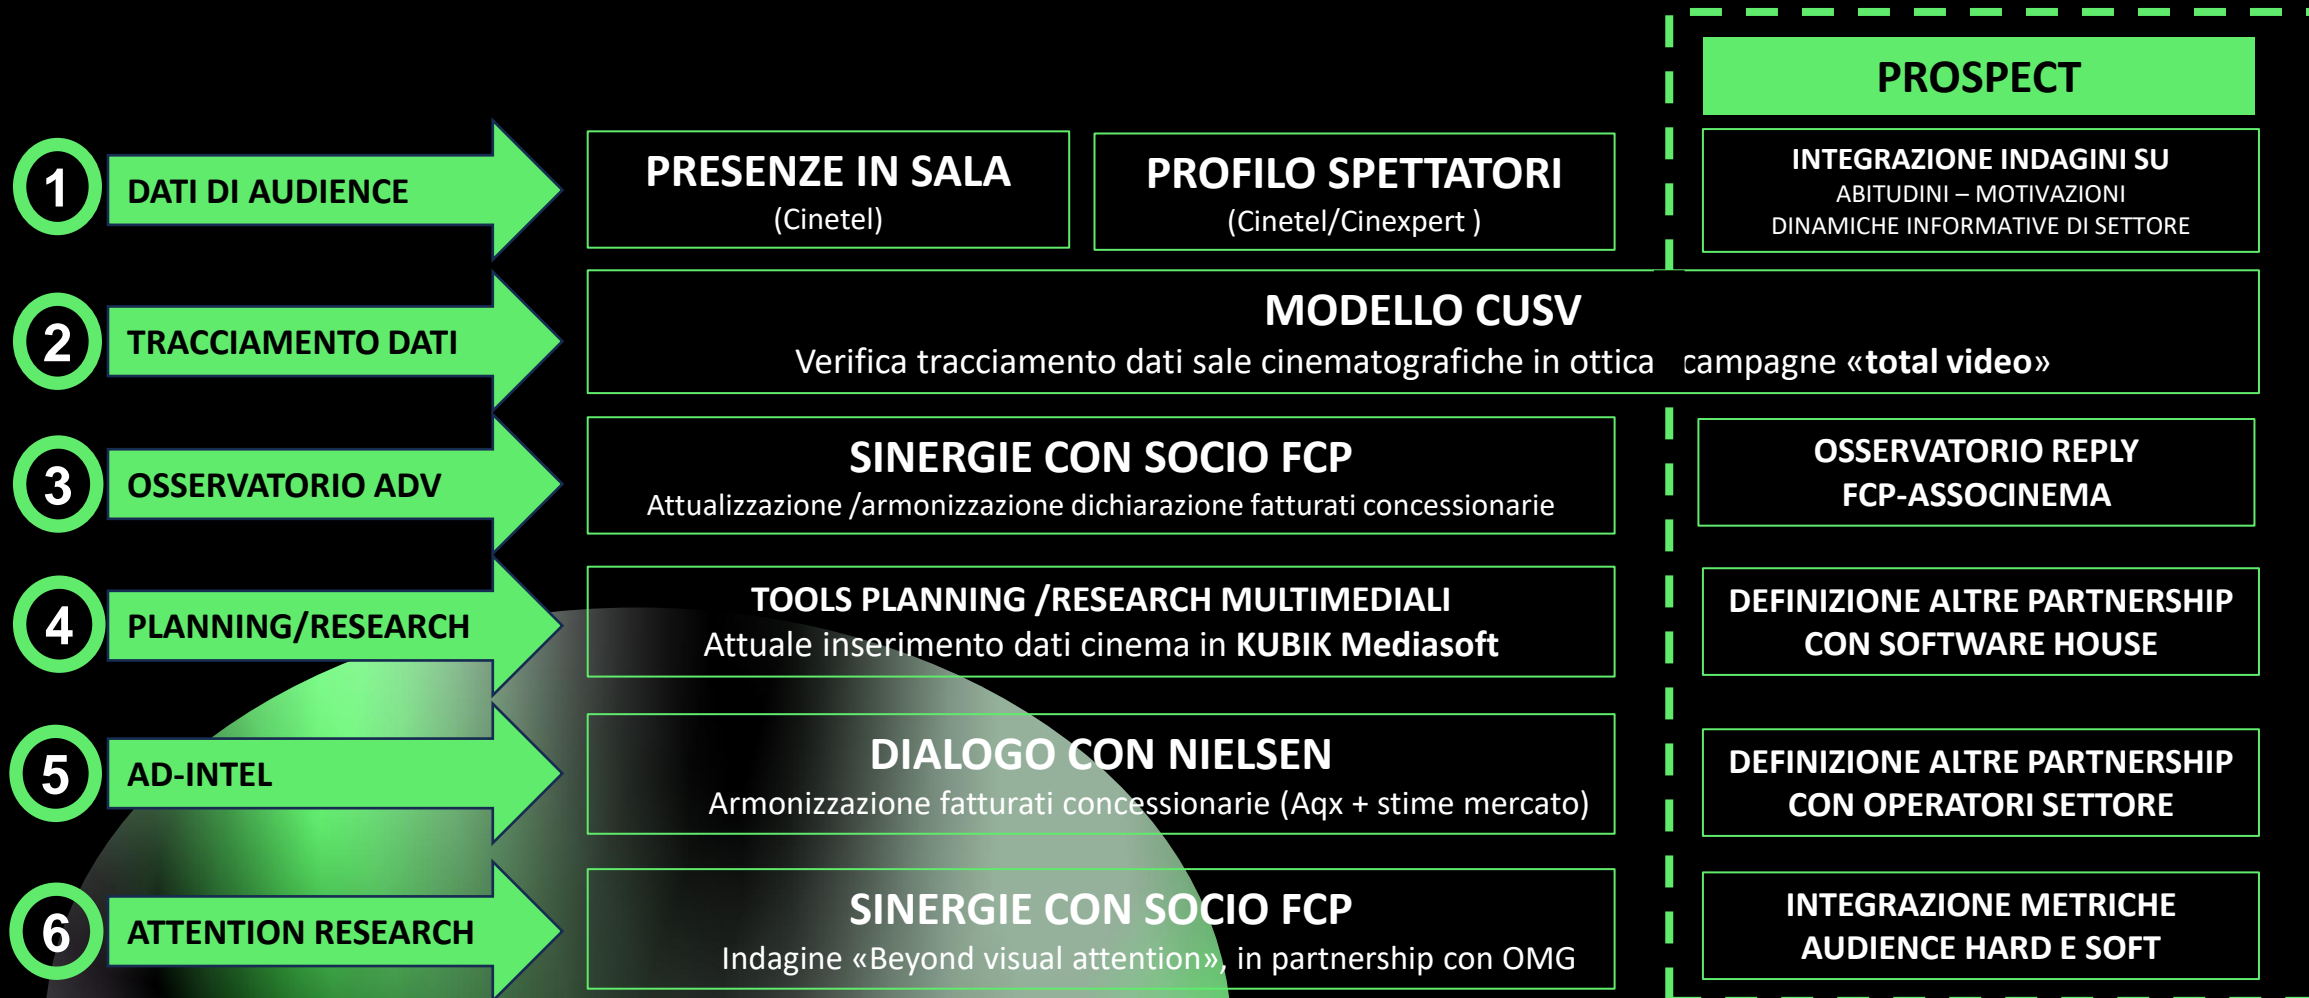 PROSPECT
1
DATI DI AUDIENCE
PRESENZE IN SALA
(Cinetel)
PROFILO SPETTATORI
(Cinetel/Cinexpert )
INTEGRAZIONE INDAGINI SU
ABITUDINI – MOTIVAZIONI
DINAMICHE INFORMATIVE DI SETTORE
2
TRACCIAMENTO DATI
MODELLO CUSV
Verifica tracciamento dati sale cinematografiche in ottica campagne «total video»
3
OSSERVATORIO ADV
SINERGIE CON SOCIO FCP
Attualizzazione /armonizzazione dichiarazione fatturati concessionarie
OSSERVATORIO REPLY
FCP-ASSOCINEMA
4
PLANNING/RESEARCH
TOOLS PLANNING /RESEARCH MULTIMEDIALI
Attuale inserimento dati cinema in KUBIK Mediasoft
DEFINIZIONE ALTRE PARTNERSHIP
CON SOFTWARE HOUSE
5
AD-INTEL
DIALOGO CON NIELSEN
Armonizzazione fatturati concessionarie (Aqx + stime mercato)
DEFINIZIONE ALTRE PARTNERSHIP
CON OPERATORI SETTORE
6
ATTENTION RESEARCH
SINERGIE CON SOCIO FCP
Indagine «Beyond visual attention», in partnership con OMG
INTEGRAZIONE METRICHE
AUDIENCE HARD E SOFT